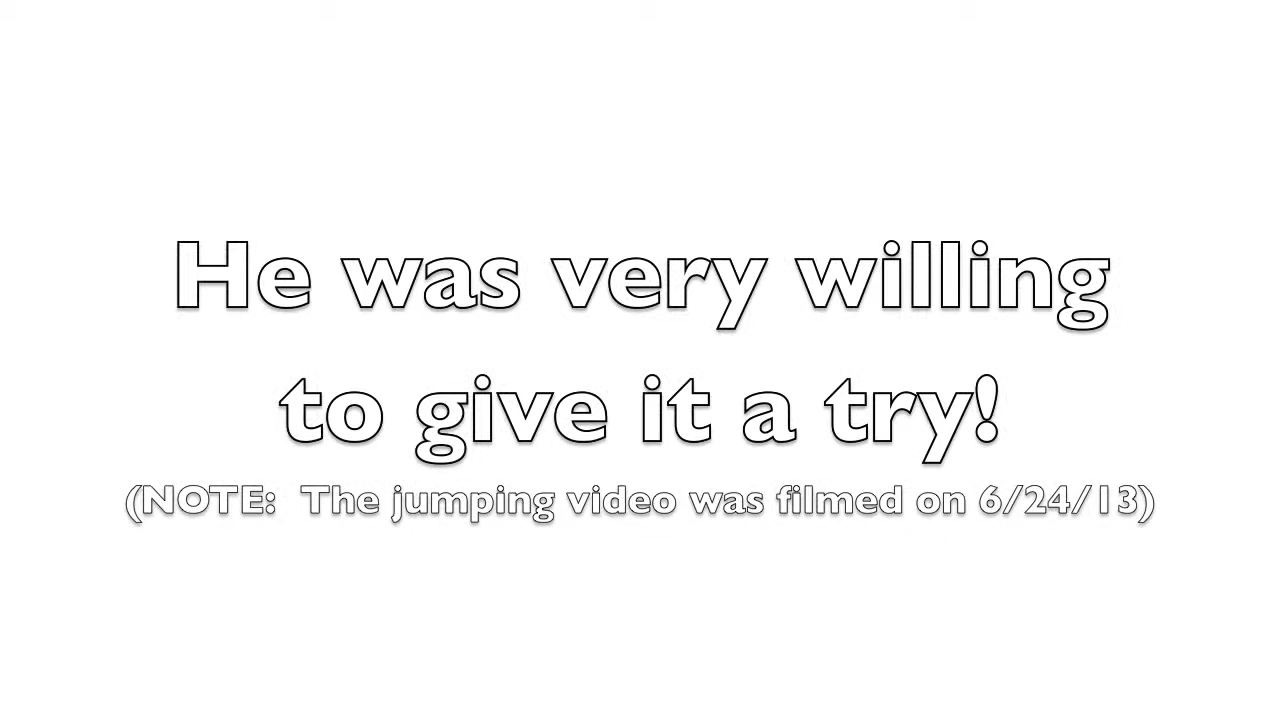 He was very willing
to give it a try!
(NOTE:  The jumping video was filmed on 6/24/13)